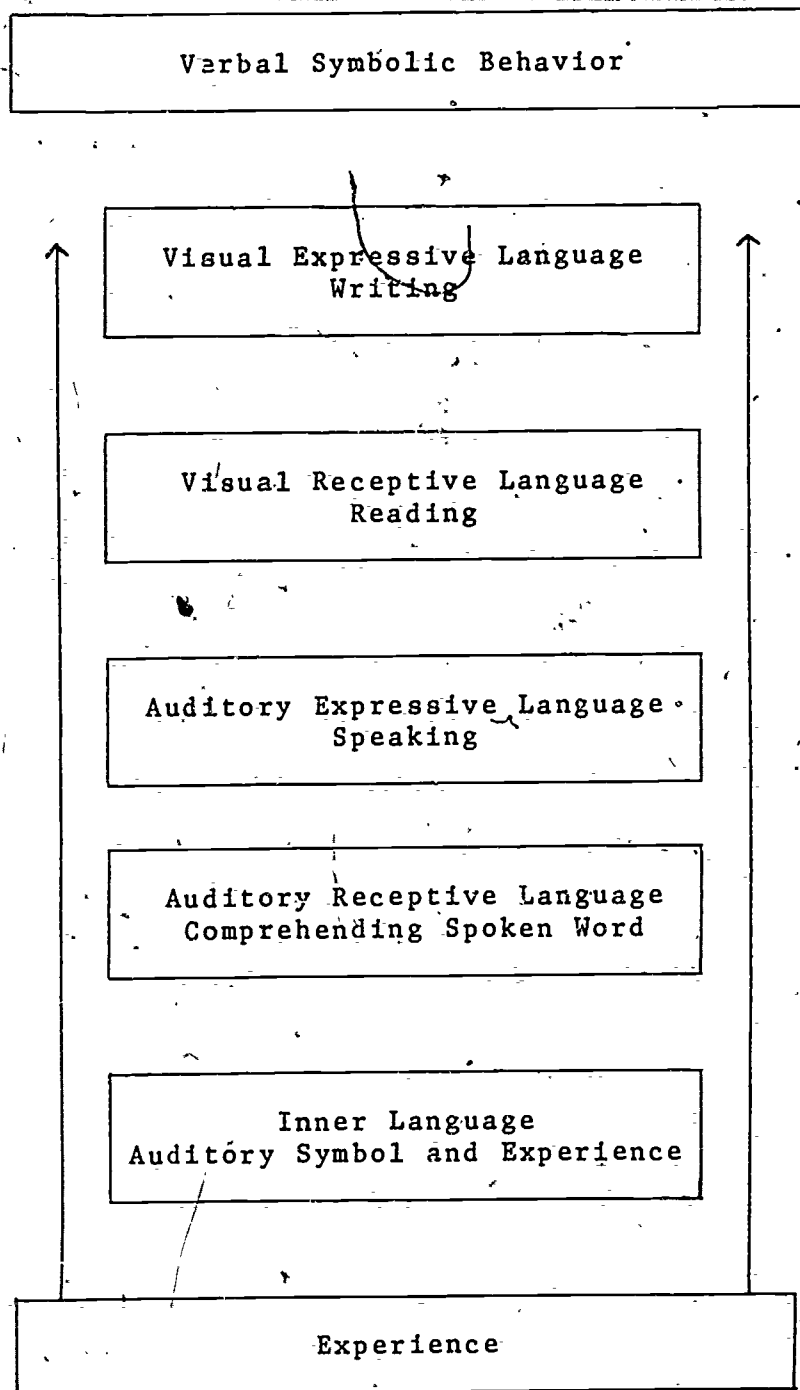 Verbal Symbolic Behavior
Visual Expressive Language
Writing
Visual Receptive Language
Reading
Auditory Expressive Language
Speaking
Auditory Receptive Language
Comprehending Spoken Word
Inner Language
Auditory Symbol and Experience
Experience